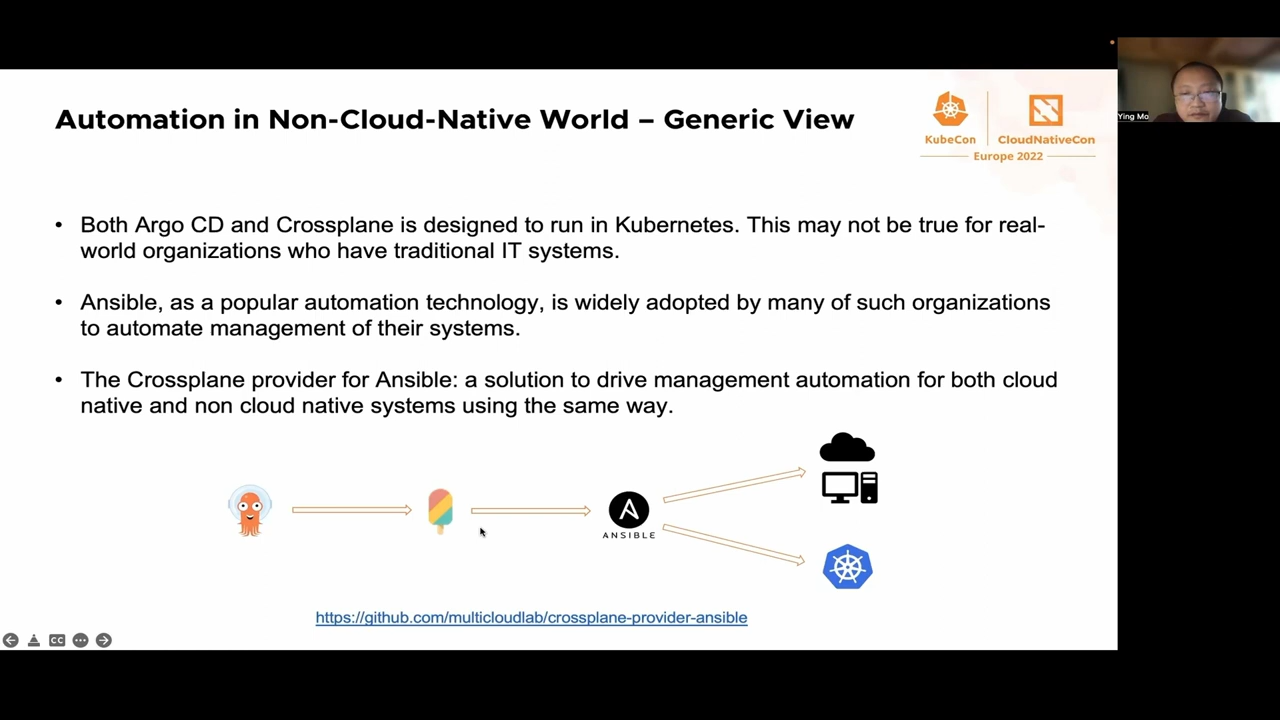 Automation in Non-Cloud-Native World – Generic View
KubeCon
CloudNativeCon
Europe 2022
Ying Mo
• Both Argo CD and Crossplane is designed to run in Kubernetes. This may not be true for real-
world organizations who have traditional IT systems.
• Ansible, as a popular automation technology, is widely adopted by many of such organizations
to automate management of their systems.
• The Crossplane provider for Ansible: a solution to drive management automation for both cloud
native and non cloud native systems using the same way.
A
ANSIBLE
https://github.com/multicloudlab/crossplane-provider-ansible
CC